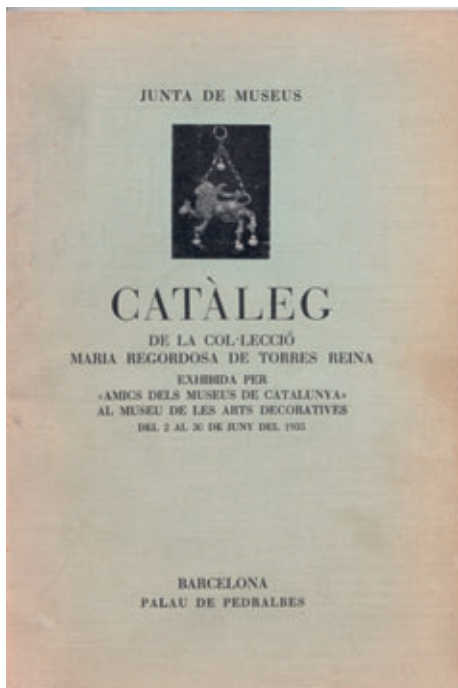 JUNTA DE MUSEUS
CATÀLEG
DE LA COL·LECCIÓ
MARIA REGORDOSA DE TORRES REINA
EXHIBIDA PER
«AMICS DELS MUSEUS DE CATALUNYA»
AL MUSEU DE LES ARTS DECORATIVES
DEL 2 AL 30 DE JUNY DEL 1935
BARCELONA
PALAU DE PEDRALBES